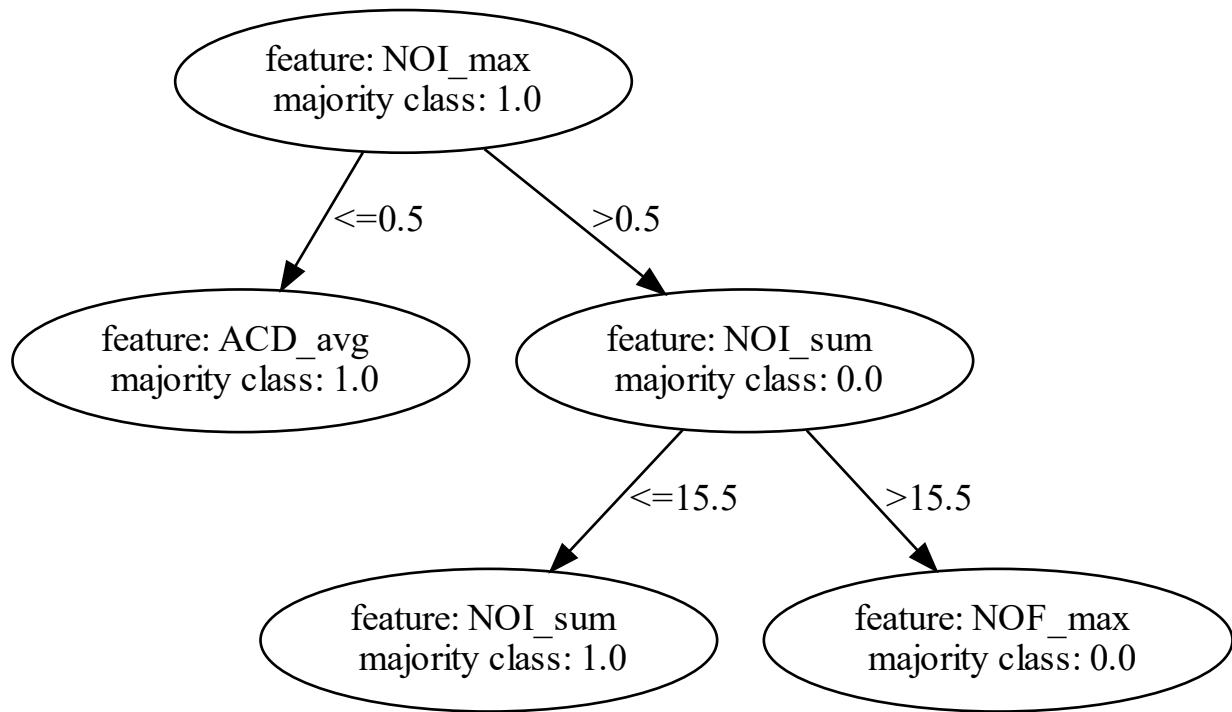 feature: NOI_max
majority class: 1.0
<=0.5
>0.5
feature: ACD_avg
majority class: 1.0
feature: NOI_sum
majority class: 0.0
<=15.5
>15.5
feature: NOI_sum
majority class: 1.0
feature: NOF_max
majority class: 0.0